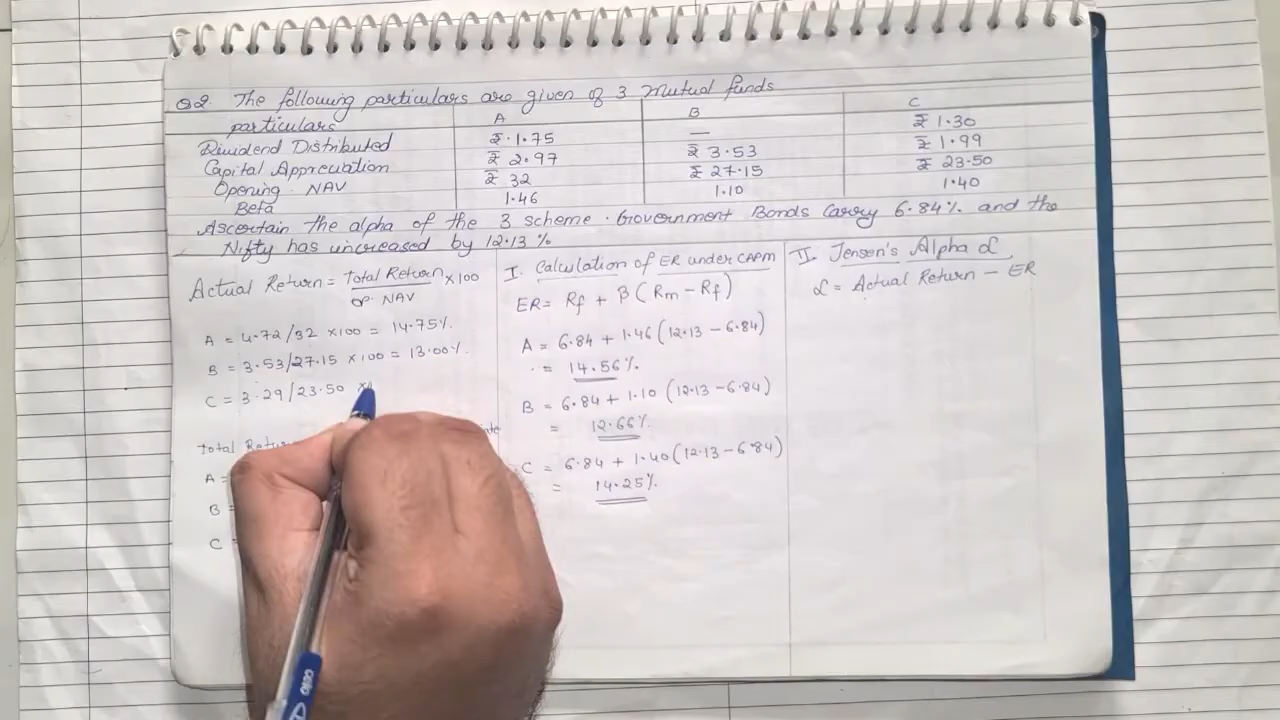 Q2. The following particulars are given of 3 mutual funds
particulars A B C
Dividend Distributed ₹ 1.75 — ₹ 1.30
Capital Appreciation ₹ 2.97 ₹ 3.53 ₹ 1.99
Opening NAV ₹ 32 ₹ 27.15 ₹ 23.50
Beta 1.46 1.10 1.40
Ascertain the alpha of the 3 scheme. Government Bonds carry 6.84% and the
Nifty has increased by 12.13%
Actual Return = Total Return/op. NAV ×100
A = 4.72/32 ×100 = 14.75%
B = 3.53/27.15 ×100 = 13.00%
C = 3.29/23.50
Total
A =
B =
C
I. Calculation of ER under CAPM
ER = Rf + β (Rm – Rf)
A = 6.84 + 1.46 (12.13 – 6.84)
= 14.56%
B = 6.84 + 1.10 (12.13 – 6.84)
= 12.66%
C = 6.84 + 1.40 (12.13 – 6.84)
= 14.25%
II Jensen's Alpha α
α = Actual Return – ER
cello